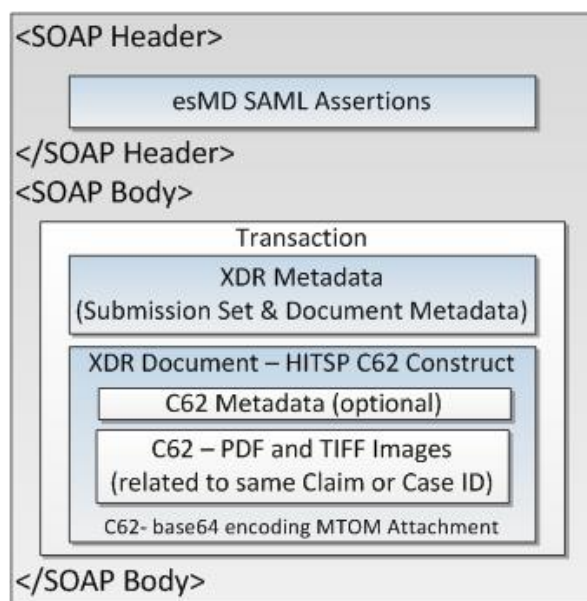 <SOAP Header>
esMD SAML Assertions
</SOAP Header>
<SOAP Body>
Transaction
XDR Metadata
(Submission Set & Document Metadata)
XDR Document – HITSP C62 Construct
C62 Metadata (optional)
C62 – PDF and TIFF Images
(related to same Claim or Case ID)
C62- base64 encoding MTOM Attachment
</SOAP Body>